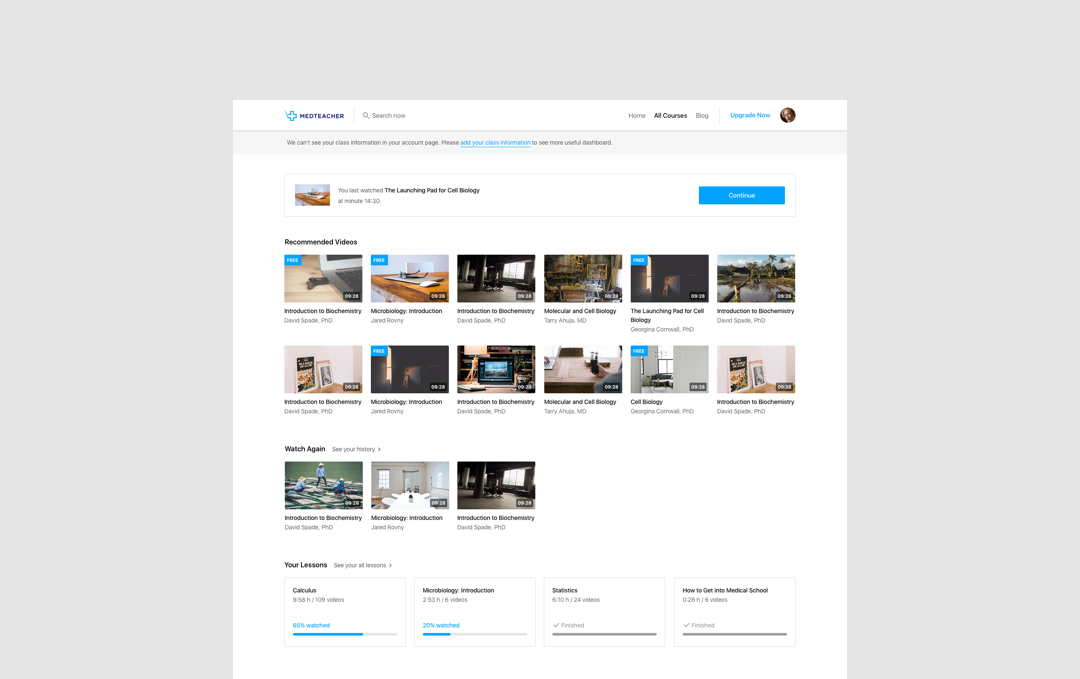 MEDTEACHER
Search now
Home
All Courses
Blog
Upgrade Now
We can't see your class information in your account page. Please add your class information to see more useful dashboard.
You last watched The Launching Pad for Cell Biology
at minute 14:30.
Continue
Recommended Videos
FREE
09:28
FREE
09:28
09:28
09:28
FREE
09:28
09:28
Introduction to Biochemistry
David Spade, PhD
Microbiology: Introduction
Jared Rovny
Introduction to Biochemistry
David Spade, PhD
Molecular and Cell Biology
Tarry Ahuja, MD
The Launching Pad for Cell
Biology
Georgina Cornwall, PhD
Introduction to Biochemistry
David Spade, PhD
09:28
FREE
09:28
09:28
09:28
FREE
09:28
09:28
Introduction to Biochemistry
David Spade, PhD
Microbiology: Introduction
Jared Rovny
Introduction to Biochemistry
David Spade, PhD
Molecular and Cell Biology
Tarry Ahuja, MD
Cell Biology
Georgina Cornwall, PhD
Introduction to Biochemistry
David Spade, PhD
Watch Again
See your history
09:28
09:28
09:28
Introduction to Biochemistry
David Spade, PhD
Microbiology: Introduction
Jared Rovny
Introduction to Biochemistry
David Spade, PhD
Your Lessons
See your all lessons
Calculus
9:58 h / 109 videos
65% watched
Microbiology: Introduction
2:53 h / 6 videos
20% watched
Statistics
6:10 h / 24 videos
Finished
How to Get into Medical School
0:26 h / 6 videos
Finished